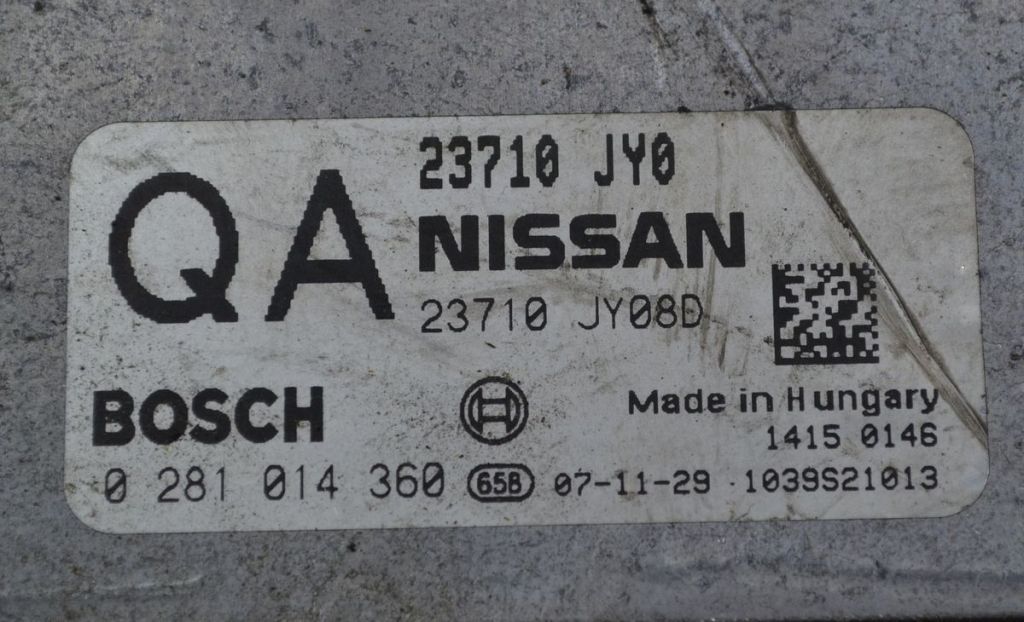 QA
23710 JY0
NISSAN
23710 JY08D
BOSCH
Made in Hungary
1415 0146
0 281 014 360 65B 07-11-29 1039S21013